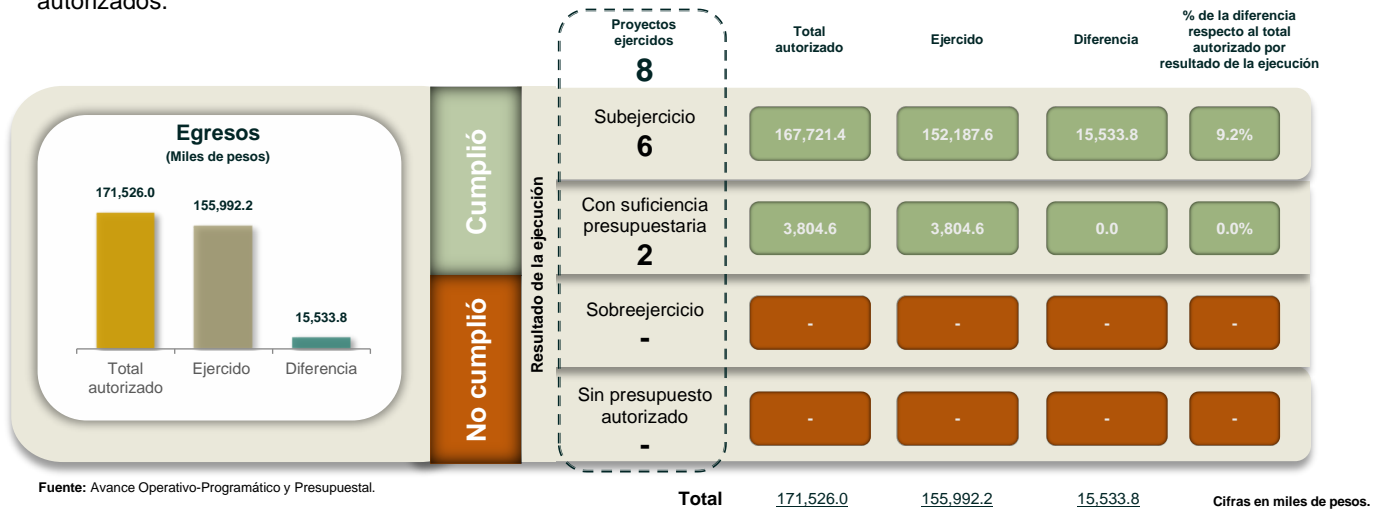 autorizados.
Proyectos
ejercidos
8
Total
autorizado
Ejercido
Diferencia
% de la diferencia
respecto al total
autorizado por
resultado de la ejecución
Egresos
(Miles de pesos)
171,526.0
155,992.2
15,533.8
Total
autorizado
Ejercido
Diferencia
Cumplió
No cumplió
Resultado de la ejecución
Subejercicio
6
167,721.4
152,187.6
15,533.8
9.2%
Con suficiencia
presupuestaria
2
3,804.6
3,804.6
0.0
0.0%
Sobreejercicio
-
-
-
-
-
Sin presupuesto
autorizado
-
-
-
-
-
Fuente: Avance Operativo-Programático y Presupuestal.
Total
171,526.0
155,992.2
15,533.8
Cifras en miles de pesos.